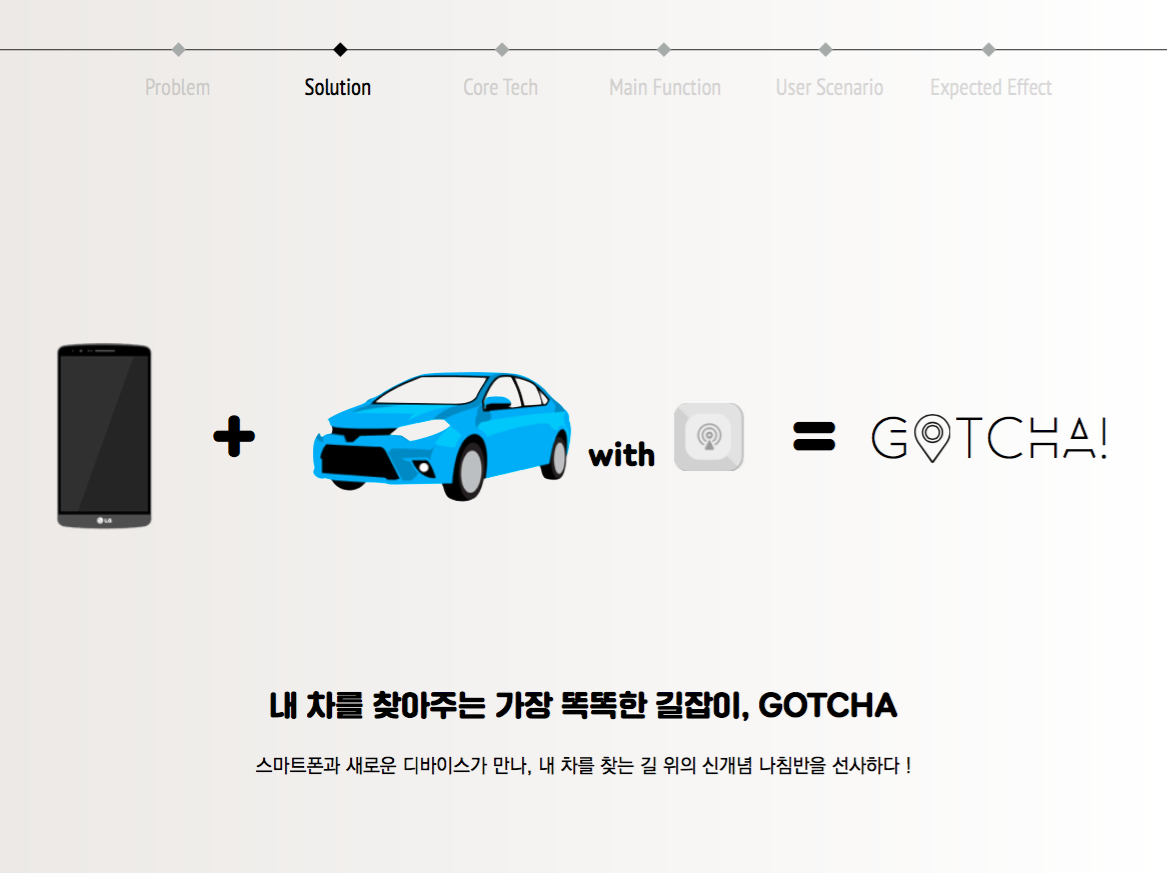 Problem
Solution
Core Tech
Main Function
User Scenario
Expected Effect
LG
+
with
=
GOTCHA!
내 차를 찾아주는 가장 똑똑한 길잡이, GOTCHA
스마트폰과 새로운 디바이스가 만나, 내 차를 찾는 길 위의 신개념 나침반을 선사하다 !